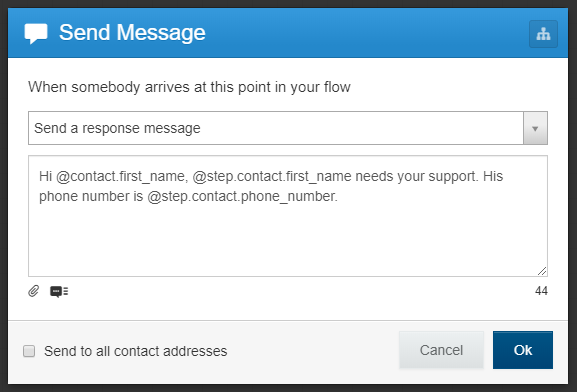 Send Message
When somebody arrives at this point in your flow
Send a response message
Hi @contact.first_name, @step.contact.first_name needs your support. His
phone number is @step.contact.phone_number.
44
Send to all contact addresses
Cancel
Ok